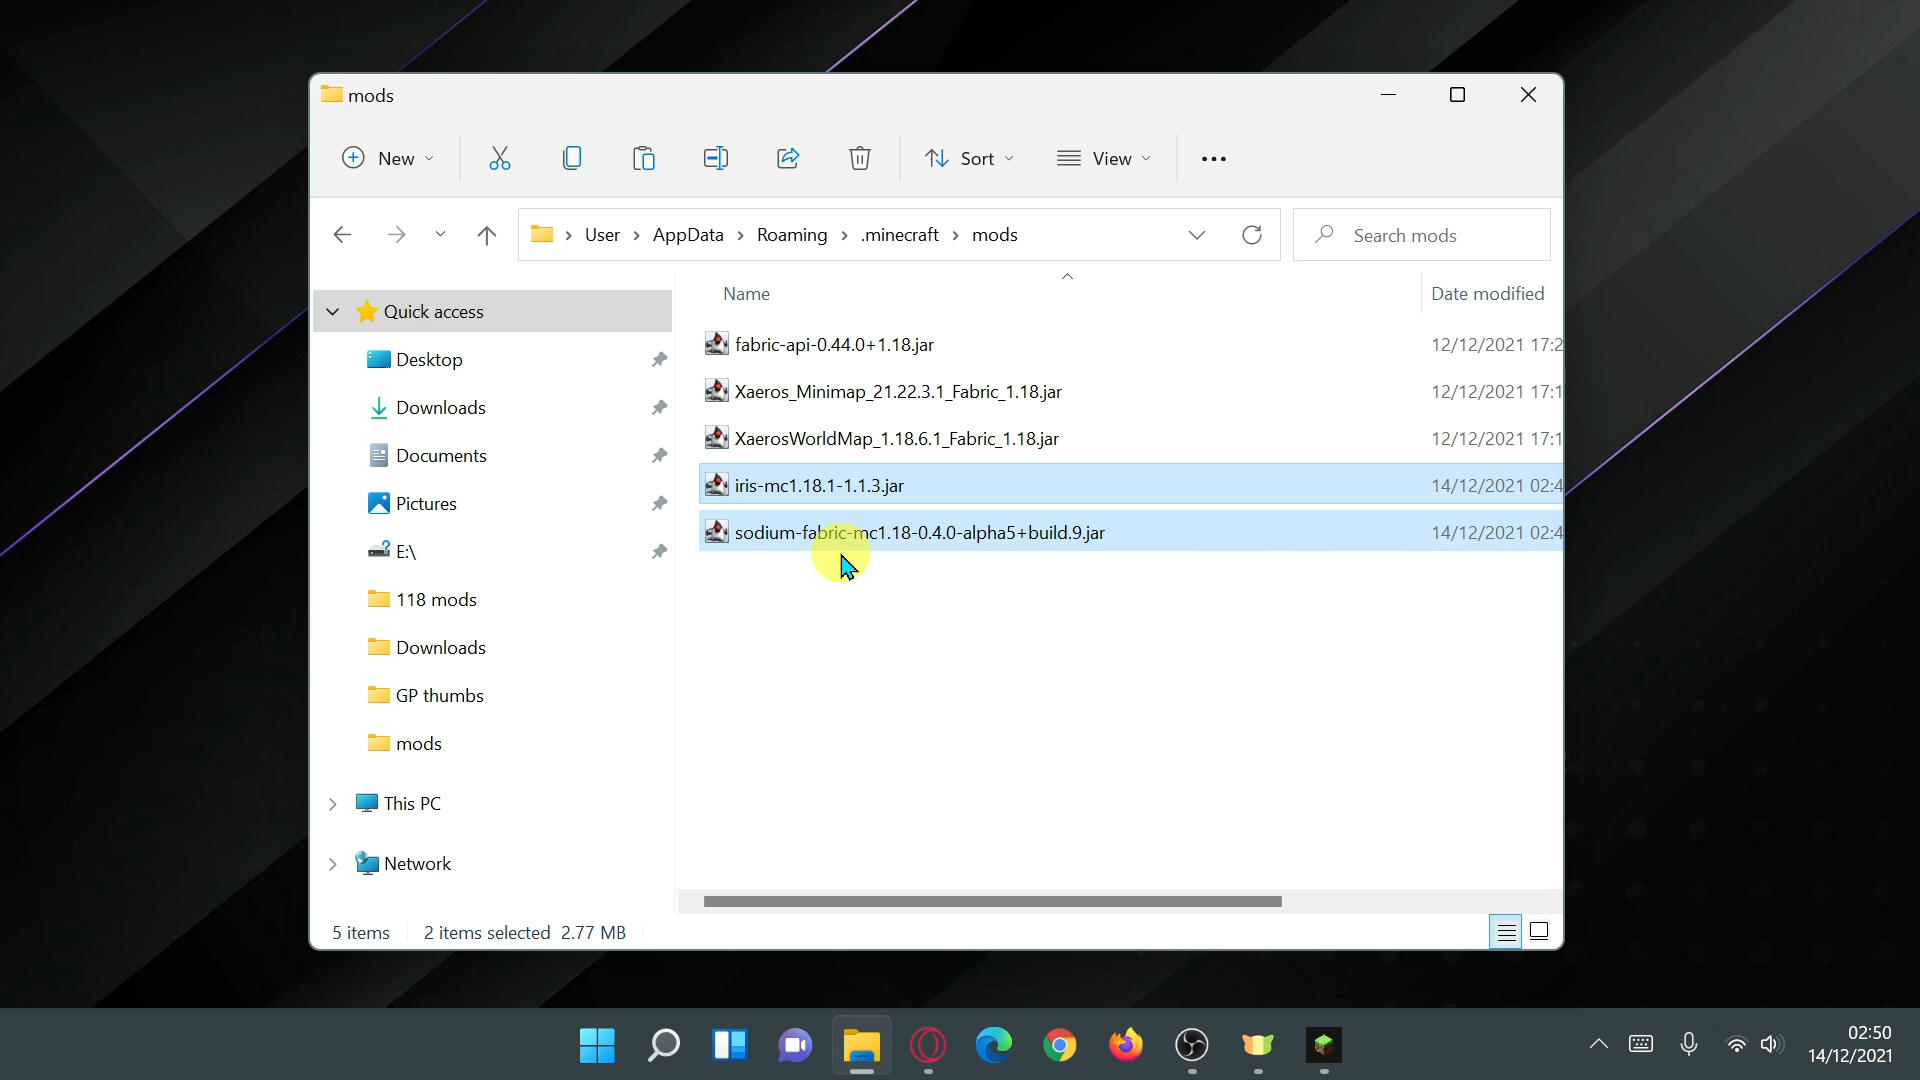 mods
New
Sort
View
User > AppData > Roaming > .minecraft > mods
Search mods
Name
Date modified
Quick access
Desktop
Downloads
Documents
Pictures
E:\
118 mods
Downloads
GP thumbs
mods
This PC
Network
fabric-api-0.44.0+1.18.jar
12/12/2021 17:2
Xaeros_Minimap_21.22.3.1_Fabric_1.18.jar
12/12/2021 17:1
XaerosWorldMap_1.18.6.1_Fabric_1.18.jar
12/12/2021 17:1
iris-mc1.18.1-1.1.3.jar
14/12/2021 02:4
sodium-fabric-mc1.18-0.4.0-alpha5+build.9.jar
14/12/2021 02:4
5 items
2 items selected 2.77 MB
02:50
14/12/2021